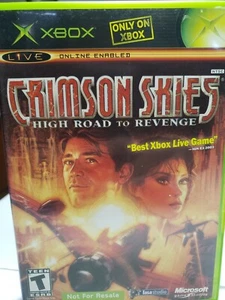 XBOX
ONLY ON
XBOX
LIVE ONLINE ENABLED
CRIMSON SKIES
HIGH ROAD TO REVENGE
"Best Xbox Live Game"
TEEN
T
ESRB
Not For Resale
Microsoft